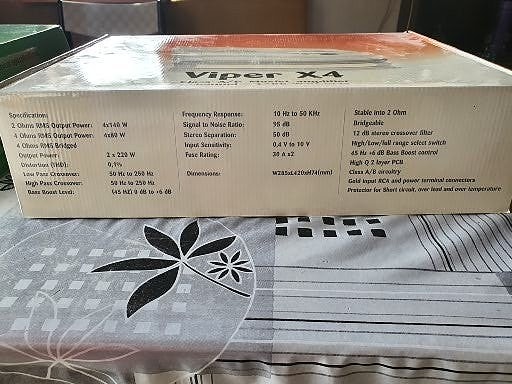 Viper X4
Specification:
2 Ohms RMS Output Power: 4x140 W
4 Ohms RMS Output Power: 4x80 W
4 Ohms RMS Bridged
Output Power: 2 x 220 W
Distortion (THD): 0,1%
Low Pass Crossover: 50 Hz to 250 Hz
High Pass Crossover: 50 Hz to 250 Hz
Bass Boost Level: (45 HZ) 0 dB to +6 dB
Frequency Response: 10 Hz to 50 KHz
Signal to Noise Ratio: 95 dB
Stereo Separation: 50 dB
Input Sensitivity: 0,4 V to 10 V
Fuse Rating: 30 A x2
Dimensions: W285xL420xH74(mm)
Stable into 2 Ohm
Bridgeable
12 dB stereo crossover filter
High/Low/full range select switch
45 Hz +6 dB Bass Boost control
High Q 2 layer PCB
Class A/B circuitry
Gold input RCA and power terminal connectors
Protector for Short circuit, over load and over temperature